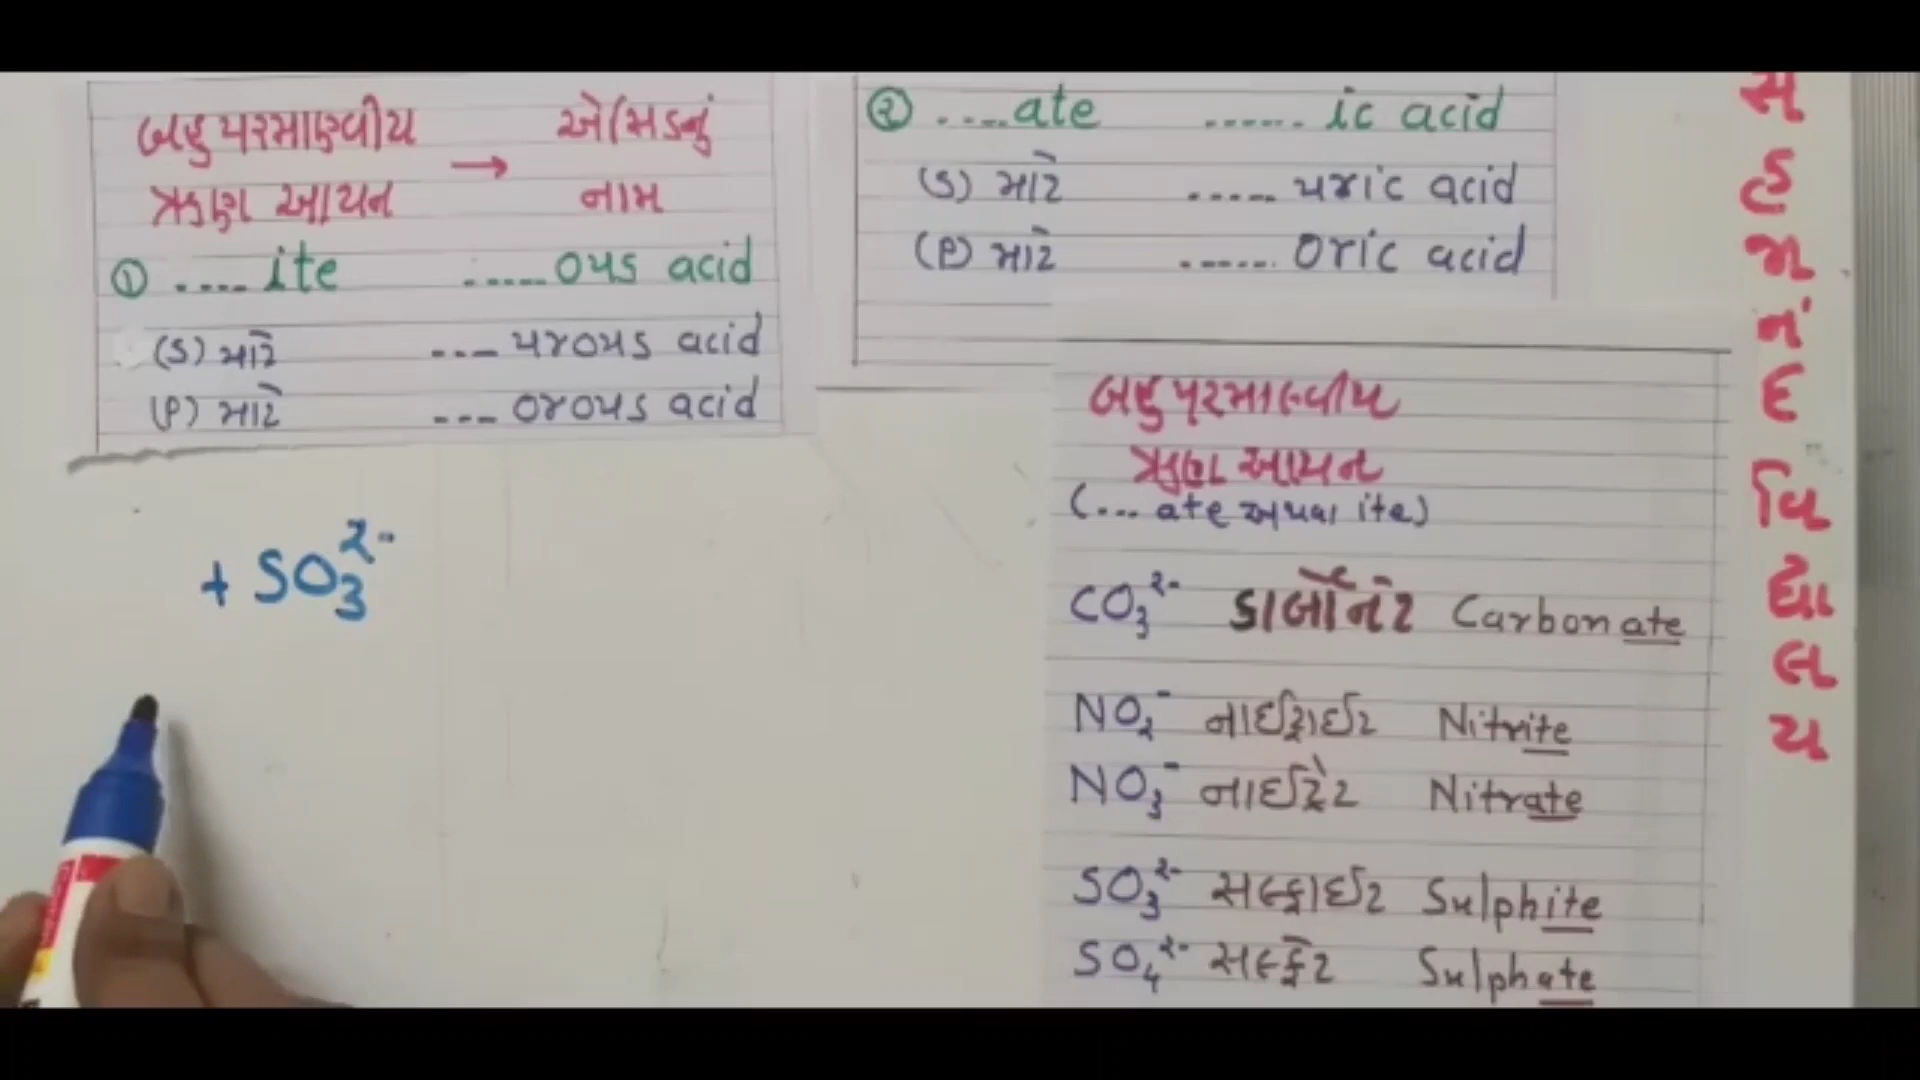 બહુપરમાણ્વીય → એસિડનું
ઋણ આયન નામ
① ....ite .....ous acid
(S) માટે ---urous acid
(P) માટે ---orous acid
② ....ate ...... ic acid
(S) માટે ..... uric acid
(P) માટે ...... oric acid
+ SO₃²⁻
બહુપરમાણ્વીય
ઋણ આયન
(... ate અથવા ite)
CO₃²⁻ કાર્બોનેટ Carbonate
NO₂⁻ નાઈટ્રાઈટ Nitrite
NO₃⁻ નાઈટ્રેટ Nitrate
SO₃²⁻ સલ્ફાઈટ Sulphite
SO₄²⁻ સલ્ફેટ Sulphate
સહજાનંદ વિદ્યાલય